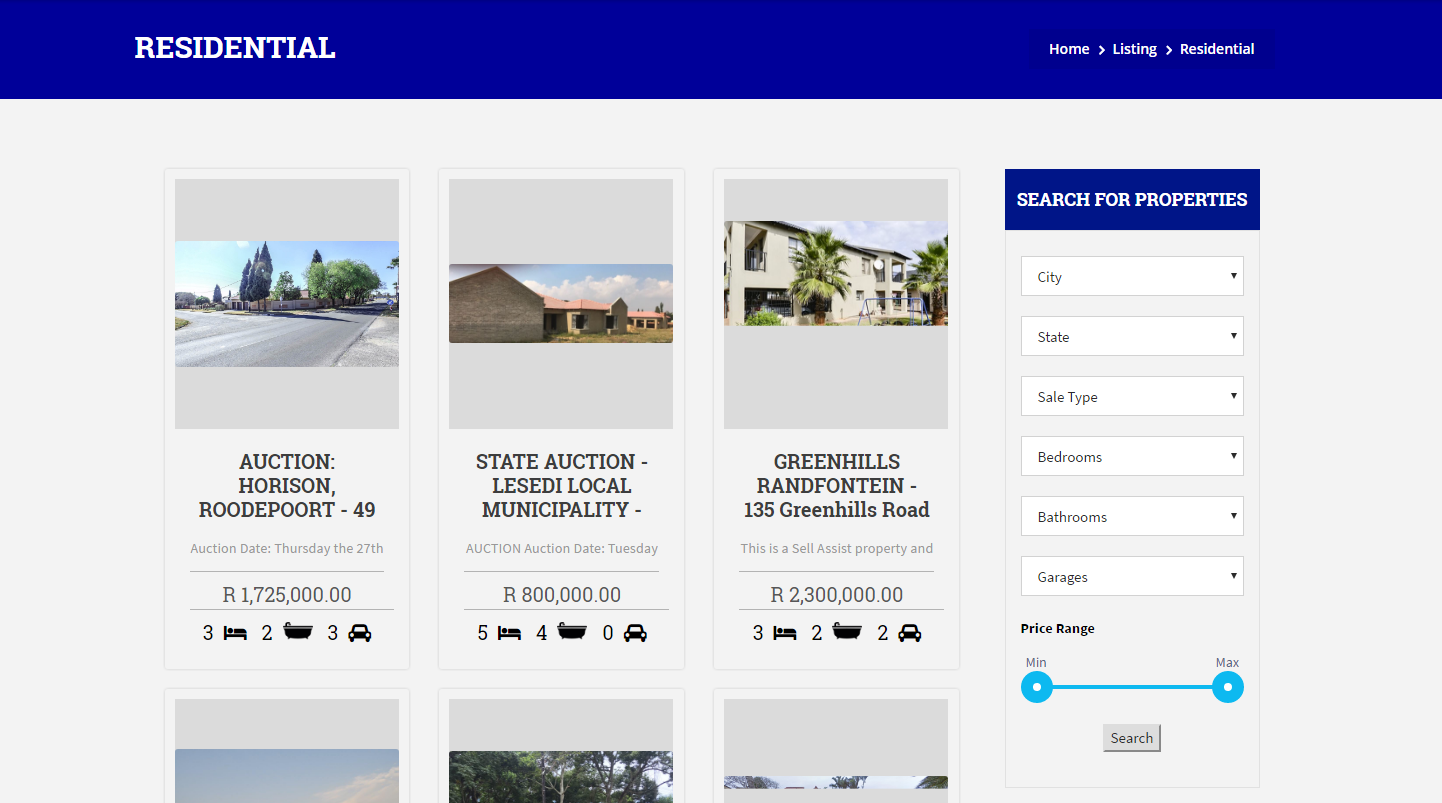 RESIDENTIAL
Home > Listing > Residential
AUCTION:
HORISON,
ROODEPOORT - 49
Auction Date: Thursday the 27th
R 1,725,000.00
3 2 3
STATE AUCTION -
LESEDI LOCAL
MUNICIPALITY -
AUCTION Auction Date: Tuesday
R 800,000.00
5 4 0
GREENHILLS
RANDFONTEIN -
135 Greenhills Road
This is a Sell Assist property and
R 2,300,000.00
3 2 2
SEARCH FOR PROPERTIES
City
State
Sale Type
Bedrooms
Bathrooms
Garages
Price Range
Min Max
Search